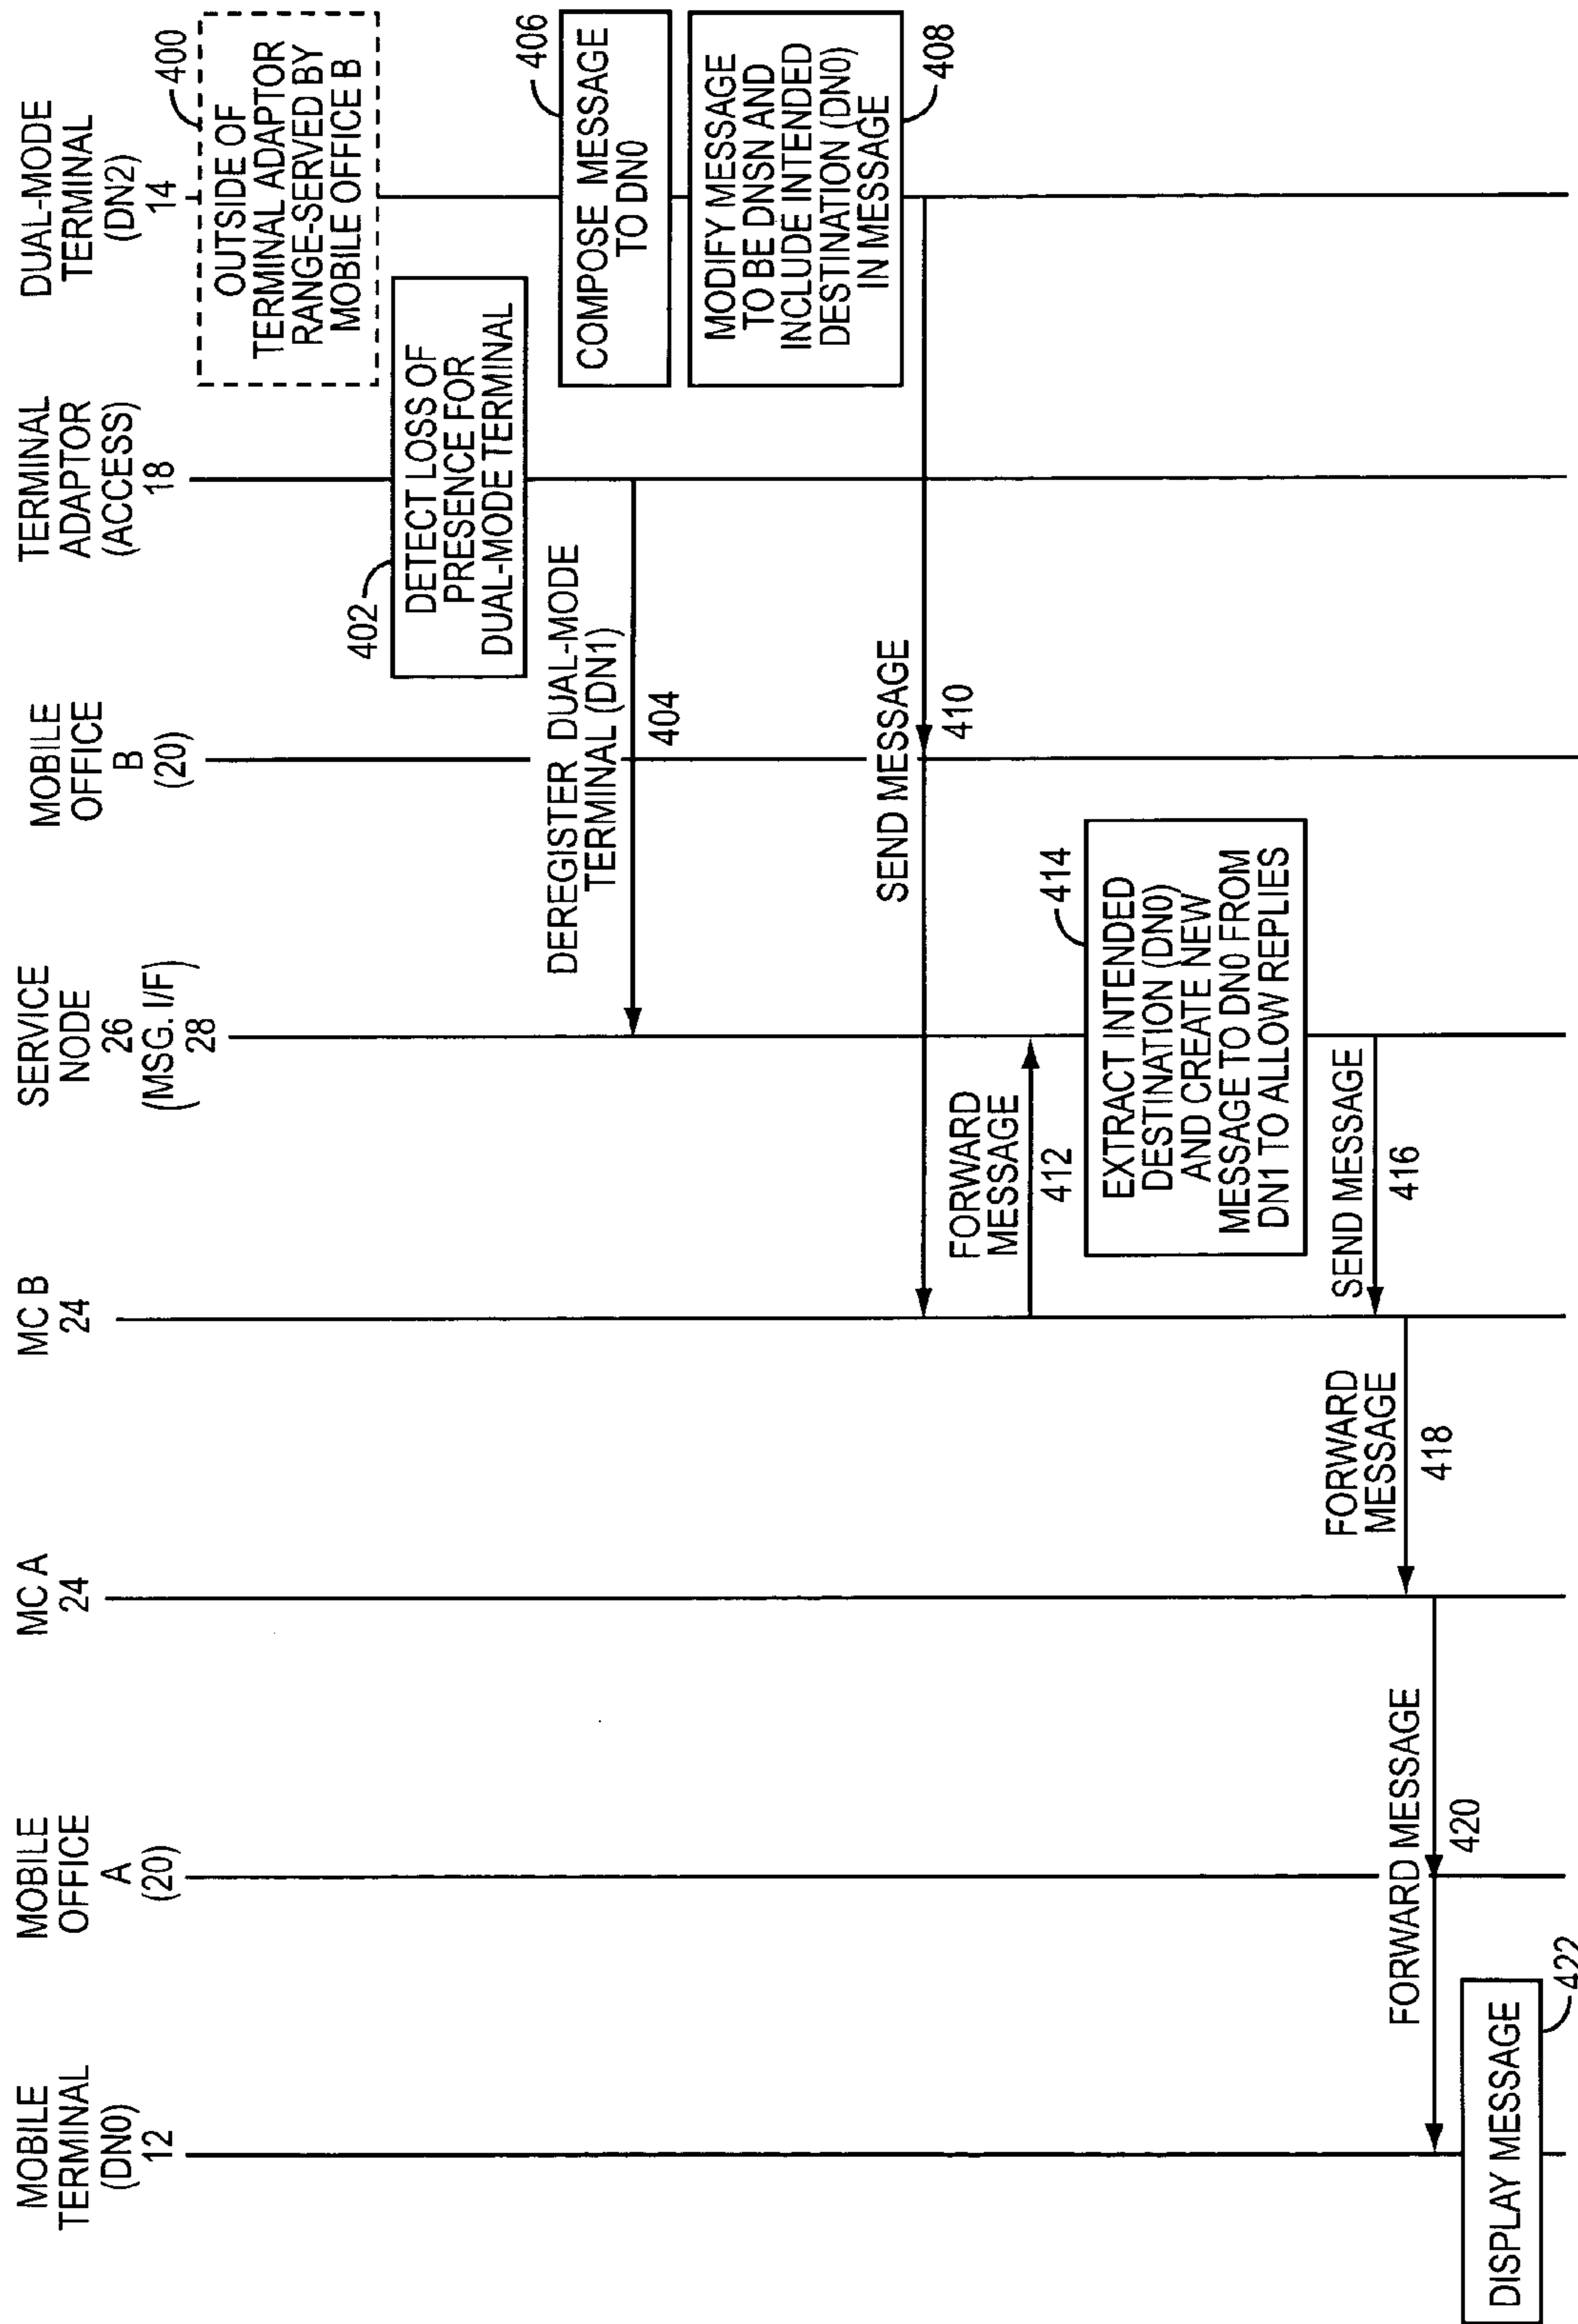 MOBILE
TERMINAL
(DN0)
12
MOBILE
OFFICE
A
(20)
MC A
24
MC B
24
SERVICE
NODE
26
(MSG. I/F)
28
MOBILE
OFFICE
B
(20)
TERMINAL
ADAPTOR
(ACCESS)
18
DUAL-MODE
TERMINAL
(DN2)
14
400
OUTSIDE OF
TERMINAL ADAPTOR
RANGE-SERVED BY
MOBILE OFFICE B
402
DETECT LOSS OF
PRESENCE FOR
DUAL-MODE TERMINAL
DEREGISTER DUAL-MODE
TERMINAL (DN1)
404
406
COMPOSE MESSAGE
TO DN0
MODIFY MESSAGE
TO BE DNSN AND
INCLUDE INTENDED
DESTINATION (DN0)
IN MESSAGE
408
SEND MESSAGE
410
FORWARD
MESSAGE
412
414
EXTRACT INTENDED
DESTINATION (DN0)
AND CREATE NEW
MESSAGE TO DN0 FROM
DN1 TO ALLOW REPLIES
SEND MESSAGE
416
FORWARD
MESSAGE
418
FORWARD MESSAGE
420
DISPLAY MESSAGE
422